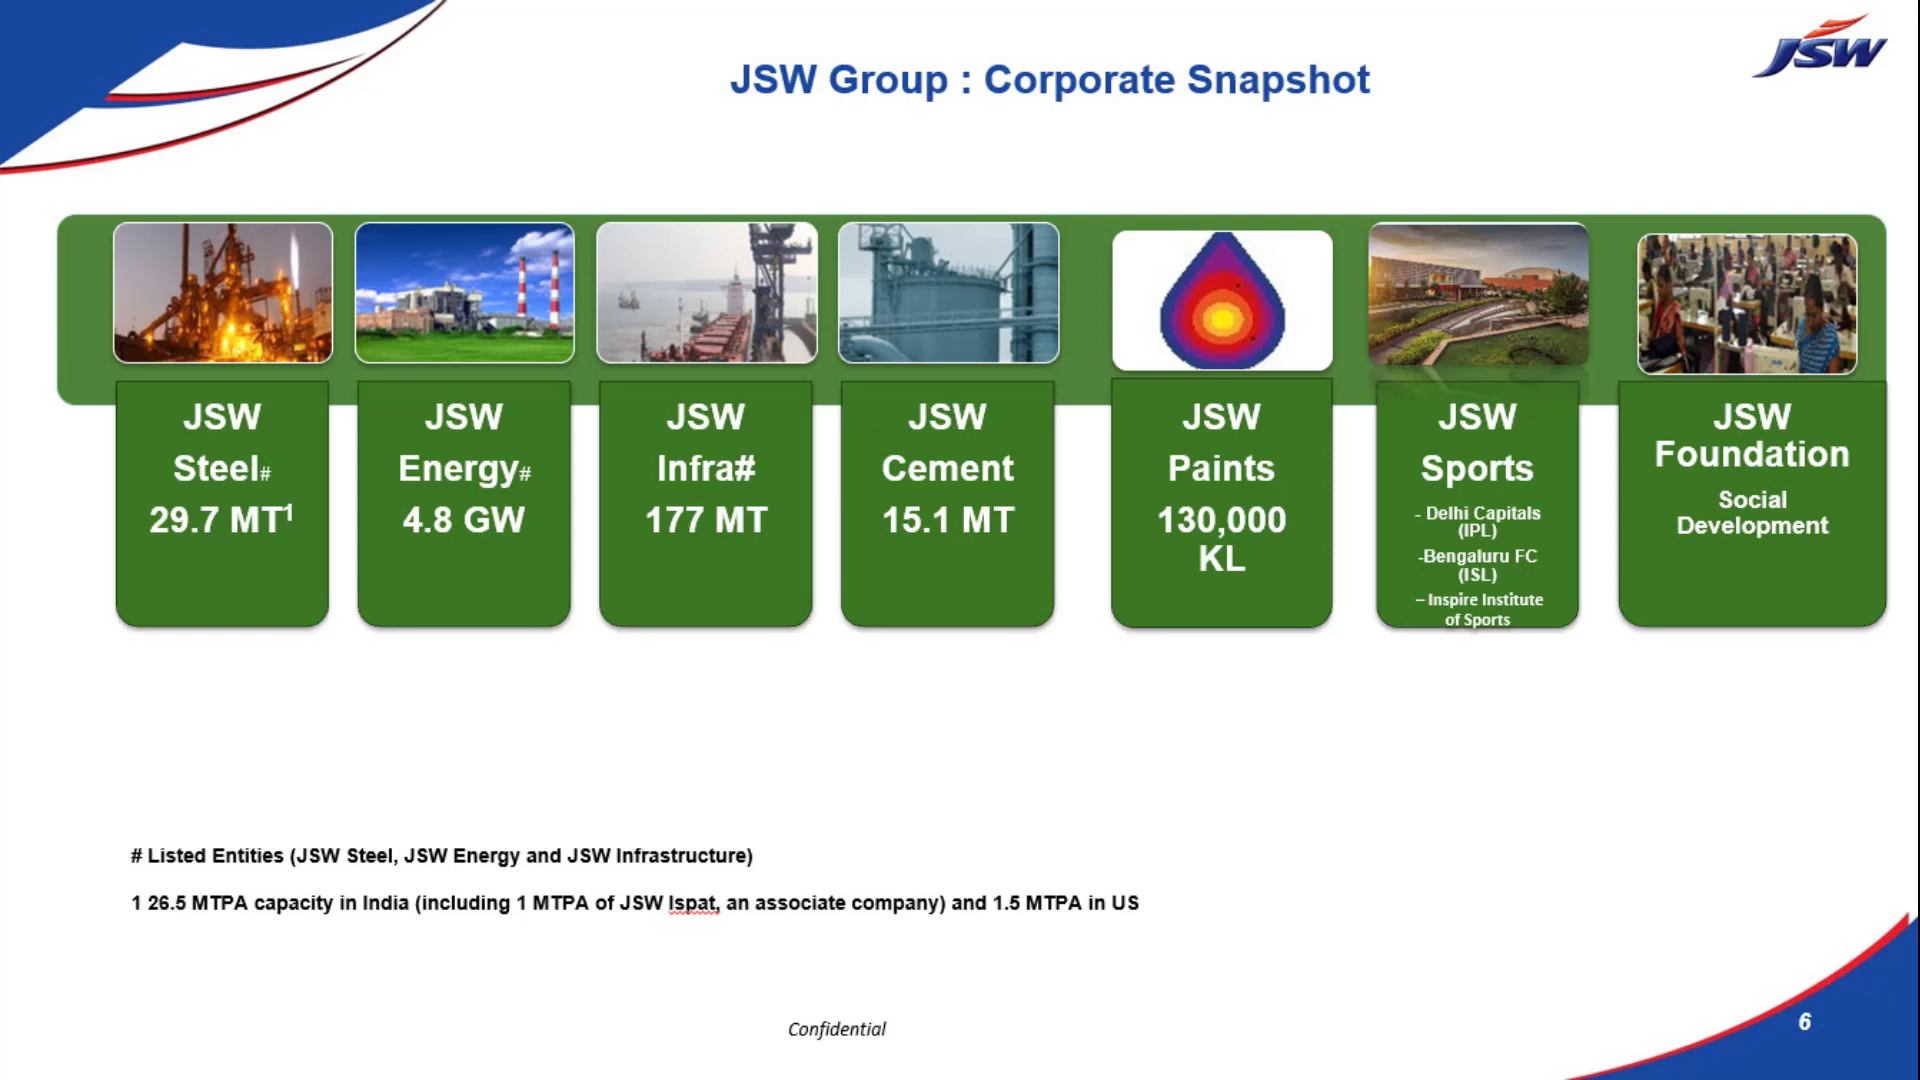 JSW Group : Corporate Snapshot
JSW
JSW
Steel#
29.7 MT¹
JSW
Energy#
4.8 GW
JSW
Infra#
177 MT
JSW
Cement
15.1 MT
JSW
Paints
130,000
KL
JSW
Sports
- Delhi Capitals
(IPL)
-Bengaluru FC
(ISL)
– Inspire Institute
of Sports
JSW
Foundation
Social
Development
# Listed Entities (JSW Steel, JSW Energy and JSW Infrastructure)
1 26.5 MTPA capacity in India (including 1 MTPA of JSW Ispat, an associate company) and 1.5 MTPA in US
Confidential
6